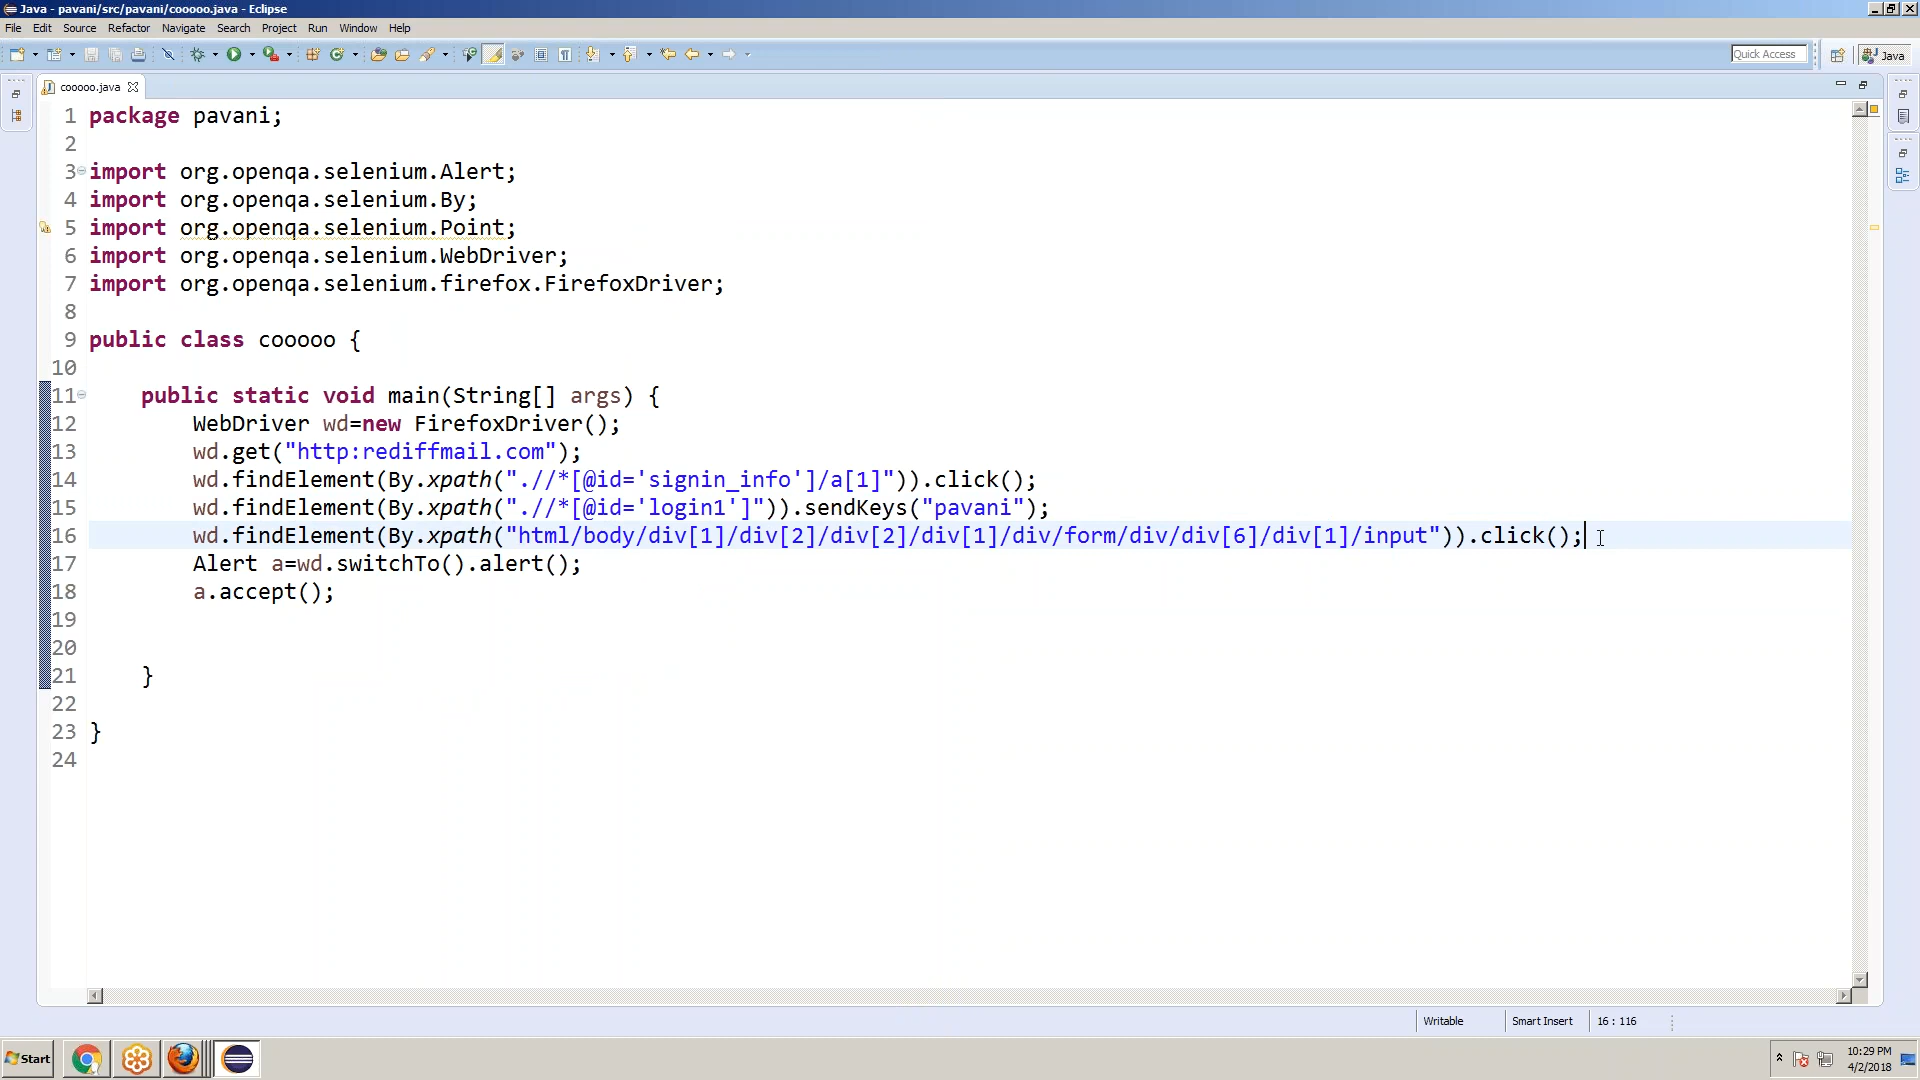 Java - pavani/src/pavani/cooooo.java - Eclipse
File Edit Source Refactor Navigate Search Project Run Window Help
Quick Access
Java
cooooo.java
1 package pavani;
2
3 import org.openqa.selenium.Alert;
4 import org.openqa.selenium.By;
5 import org.openqa.selenium.Point;
6 import org.openqa.selenium.WebDriver;
7 import org.openqa.selenium.firefox.FirefoxDriver;
8
9 public class cooooo {
10
11 public static void main(String[] args) {
12 WebDriver wd=new FirefoxDriver();
13 wd.get("http:rediffmail.com");
14 wd.findElement(By.xpath(".//*[@id='signin_info']/a[1]")).click();
15 wd.findElement(By.xpath(".//*[@id='login1']")).sendKeys("pavani");
16 wd.findElement(By.xpath("html/body/div[1]/div[2]/div[2]/div[1]/div/form/div/div[6]/div[1]/input")).click();
17 Alert a=wd.switchTo().alert();
18 a.accept();
19
20
21 }
22
23 }
24
Writable Smart Insert 16 : 116
Start
10:29 PM
4/2/2018